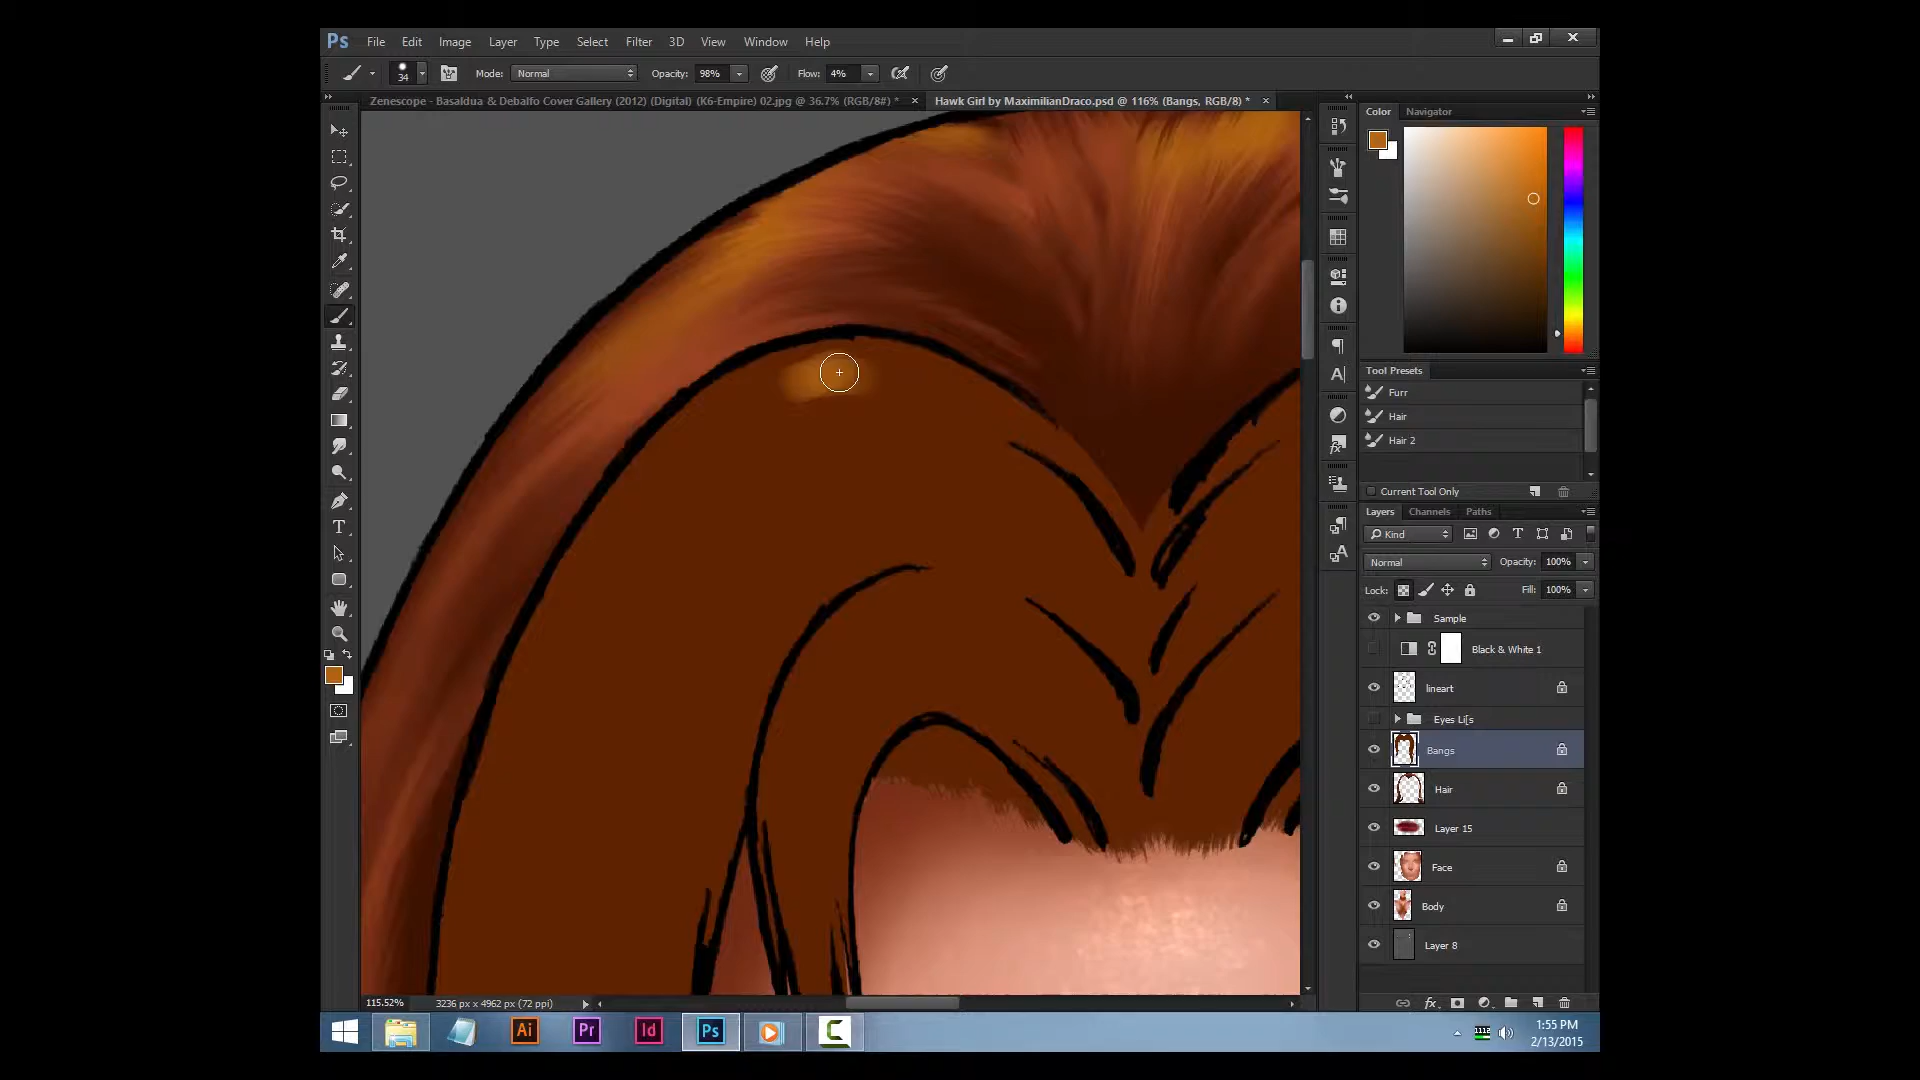 Ps File Edit Image Layer Type Select Filter 3D View Window Help
34 Mode: Normal Opacity: 98% Flow: 4%
Zenescope - Basaldua & Debalfo Cover Gallery (2012) (Digital) (K6-Empire) 02.jpg @ 36.7% (RGB/8#) * Hawk Girl by MaximilianDraco.psd @ 116% (Bangs, RGB/8) *
Color Navigator
Tool Presets
Furr
Hair
Hair 2
Current Tool Only
Layers Channels Paths
Kind
Normal Opacity: 100%
Lock: Fill: 100%
Sample
Black & White 1
lineart
Eyes Li[s
Bangs
Hair
Layer 15
Face
Body
Layer 8
115.52% 3236 px x 4962 px (72 ppi)
Ai Pr Id Ps
1:55 PM
2/13/2015